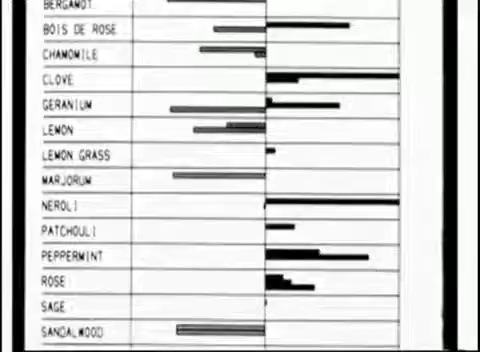 BERGAMOT
BOIS DE ROSE
CHAMOMILE
CLOVE
GERANIUM
LEMON
LEMON GRASS
MARJORUM
NEROLI
PATCHOULI
PEPPERMINT
ROSE
SAGE
SANDALWOOD